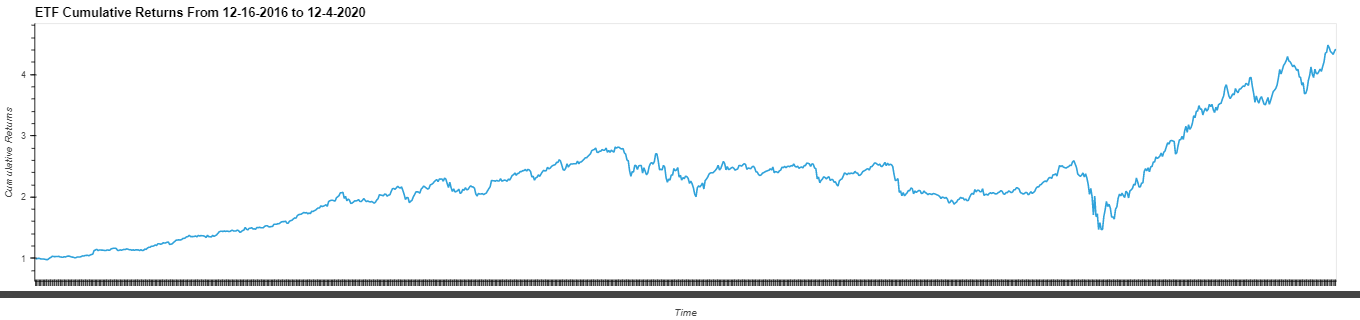 ETF Cumulative Returns From 12-16-2016 to 12-4-2020
4
3
2
1
Cumulative Returns
Time